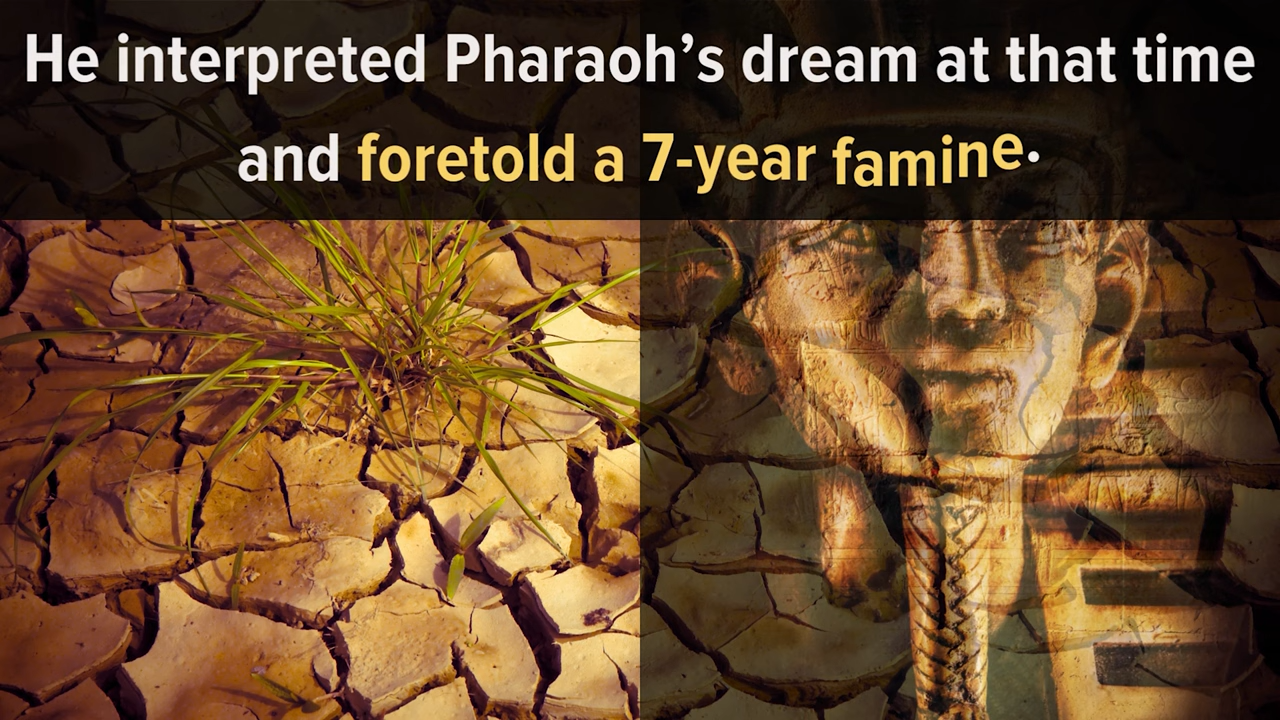 He interpreted Pharaoh’s dream at that time
and foretold a 7-year famine.